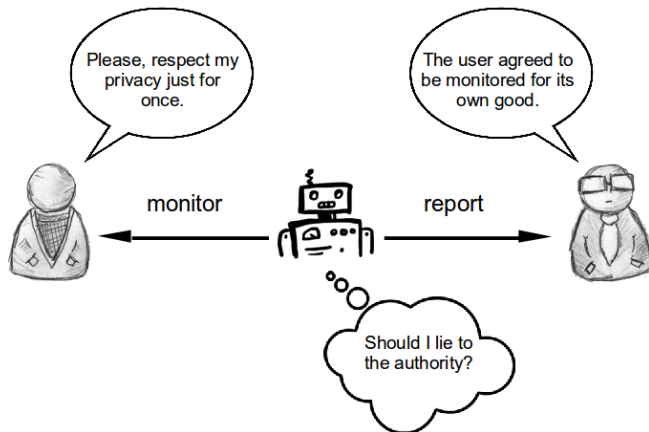 Please, respect my
privacy just for
once.
The user agreed to
be monitored for its
own good.
monitor
report
Should I lie to
the authority?